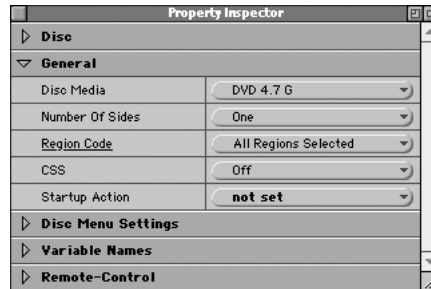 Property Inspector
Disc
General
Disc Media DVD 4.7 G
Number Of Sides One
Region Code All Regions Selected
CSS Off
Startup Action not set
Disc Menu Settings
Variable Names
Remote-Control